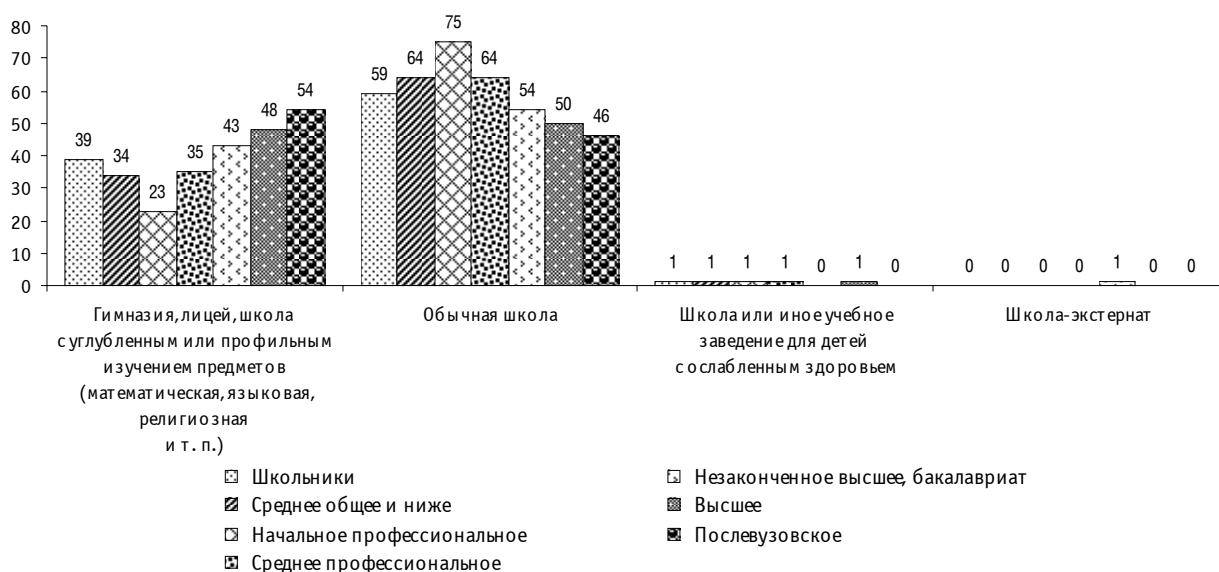 80
70
60
50
40
30
20
10
0
39 34 23 35 43 48 54
59 64 75 64 54 50 46
1 1 1 1 0 1 0
0 0 0 0 1 0 0
Гимназия, лицей, школа
с углубленным или профильным
изучением предметов
(математическая, языковая,
религиозная
и т. п.)
Обычная школа
Школа или иное учебное
заведение для детей
с ослабленным здоровьем
Школа-экстернат
Школьники
Среднее общее и ниже
Начальное профессиональное
Среднее профессиональное
Незаконченное высшее, бакалавриат
Высшее
Послевузовское